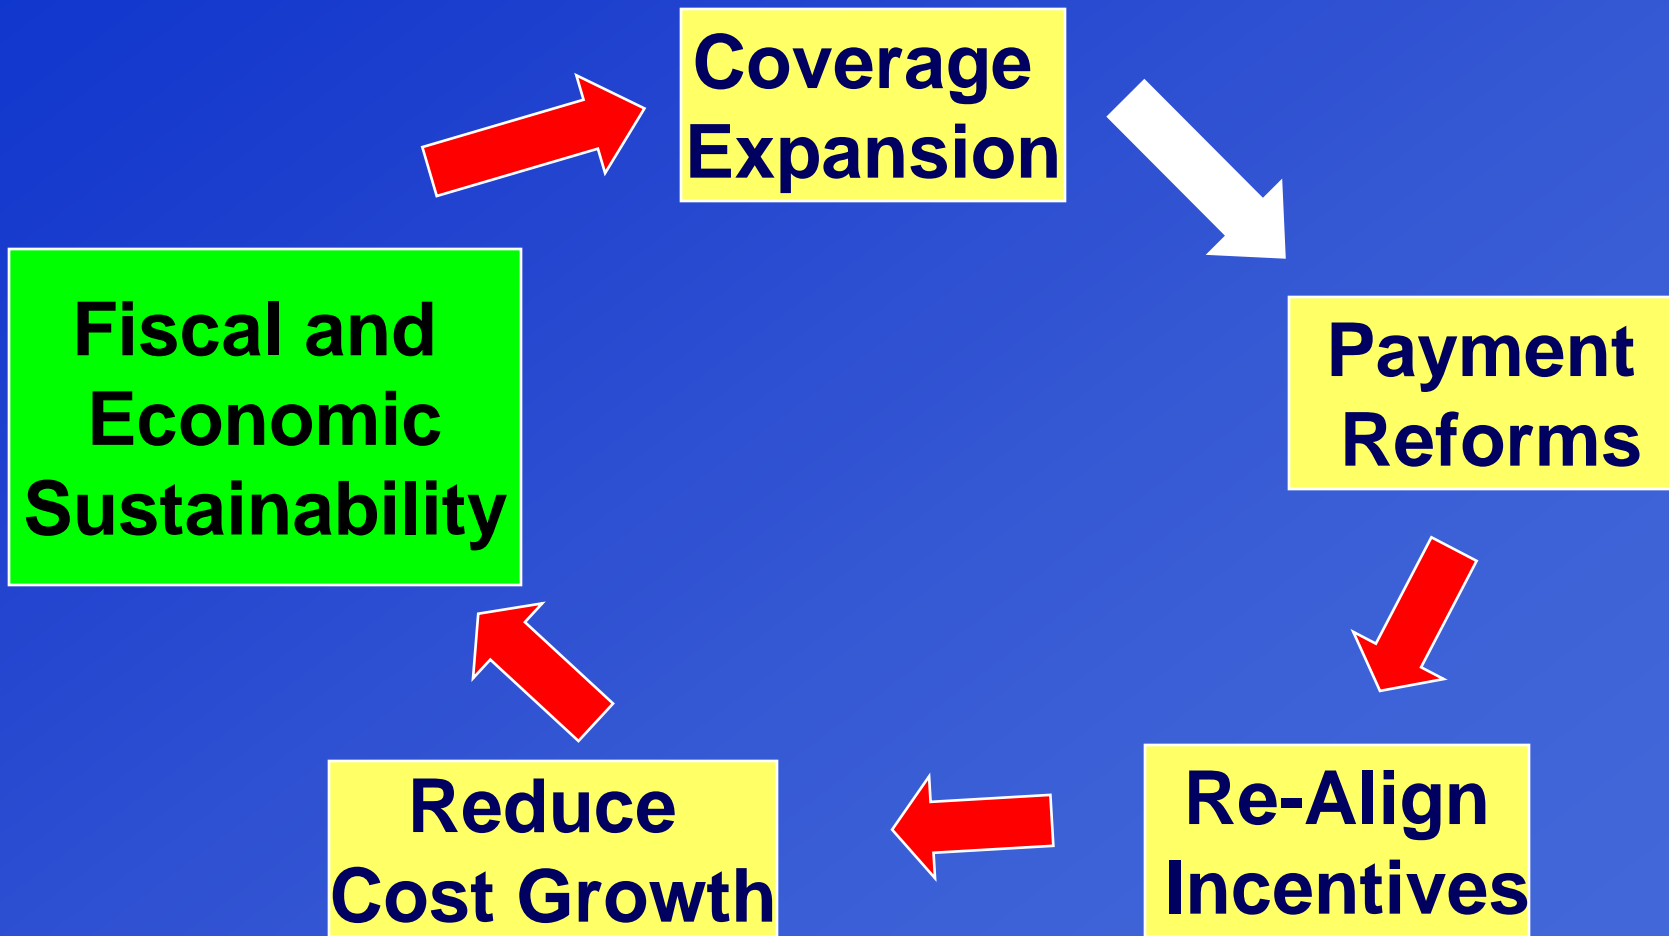 Coverage
Expansion
Payment
Reforms
Re-Align
Incentives
Reduce
Cost Growth
Fiscal and
Economic
Sustainability